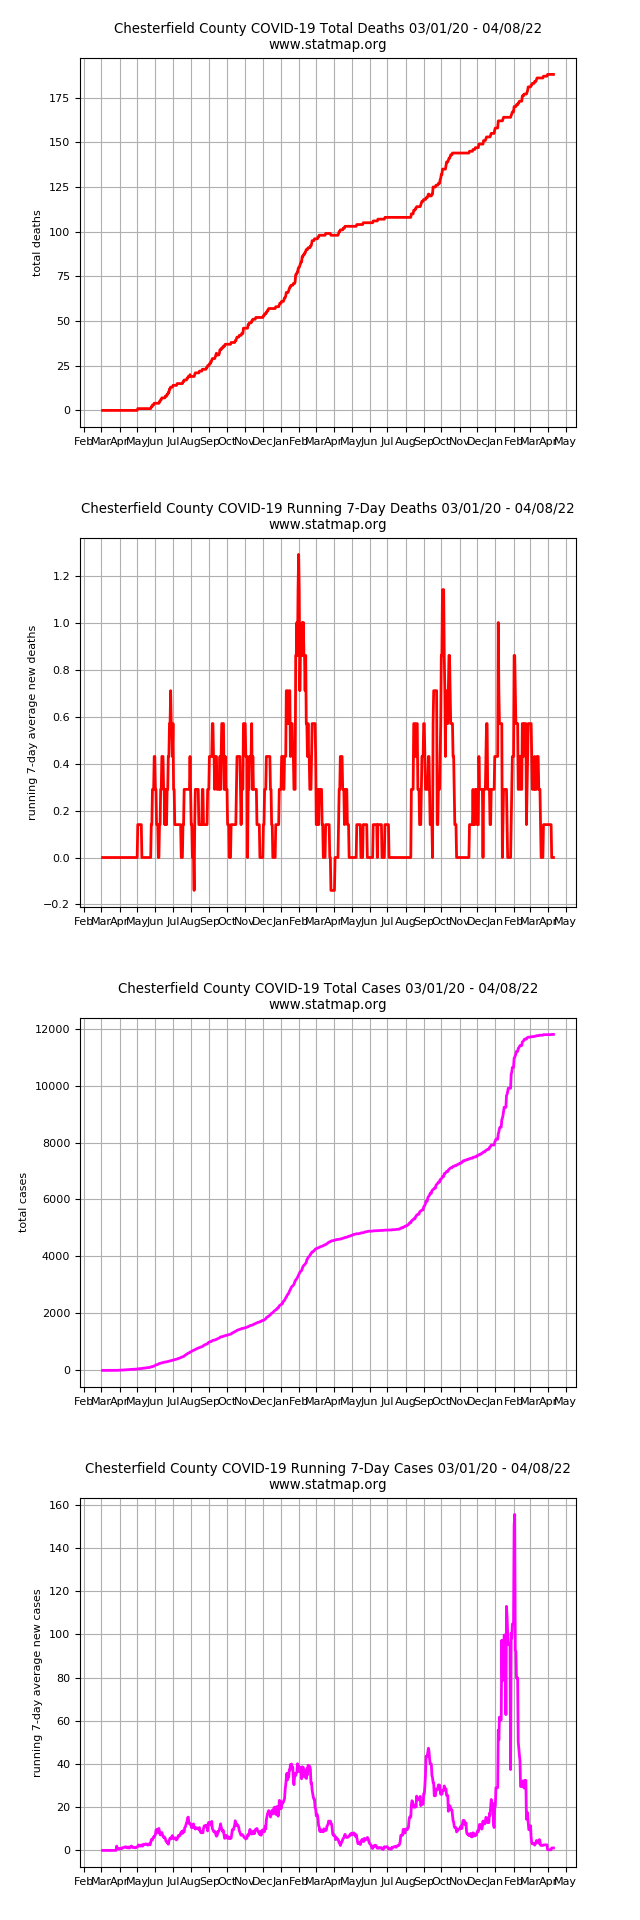 Chesterfield County COVID-19 Total Deaths 03/01/20 - 04/08/22
www.statmap.org
total deaths
175
150
125
100
75
50
25
0
Feb Mar Apr May Jun Jul Aug Sep Oct Nov Dec Jan Feb Mar Apr May Jun Jul Aug Sep Oct Nov Dec Jan Feb Mar Apr May
Chesterfield County COVID-19 Running 7-Day Deaths 03/01/20 - 04/08/22
www.statmap.org
running 7-day average new deaths
1.2
1.0
0.8
0.6
0.4
0.2
0.0
−0.2
Feb Mar Apr May Jun Jul Aug Sep Oct Nov Dec Jan Feb Mar Apr May Jun Jul Aug Sep Oct Nov Dec Jan Feb Mar Apr May
Chesterfield County COVID-19 Total Cases 03/01/20 - 04/08/22
www.statmap.org
total cases
12000
10000
8000
6000
4000
2000
0
Feb Mar Apr May Jun Jul Aug Sep Oct Nov Dec Jan Feb Mar Apr May Jun Jul Aug Sep Oct Nov Dec Jan Feb Mar Apr May
Chesterfield County COVID-19 Running 7-Day Cases 03/01/20 - 04/08/22
www.statmap.org
running 7-day average new cases
160
140
120
100
80
60
40
20
0
Feb Mar Apr May Jun Jul Aug Sep Oct Nov Dec Jan Feb Mar Apr May Jun Jul Aug Sep Oct Nov Dec Jan Feb Mar Apr May